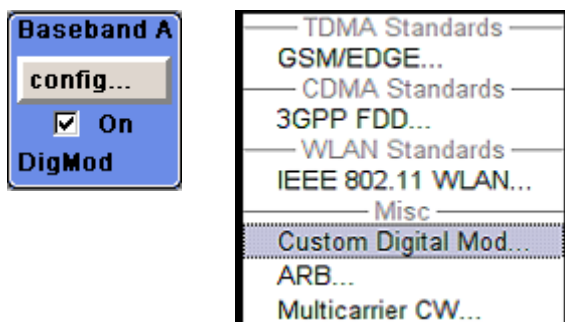 Baseband A
config...
On
DigMod
TDMA Standards
GSM/EDGE...
CDMA Standards
3GPP FDD...
WLAN Standards
IEEE 802.11 WLAN...
Misc
Custom Digital Mod...
ARB...
Multicarrier CW...